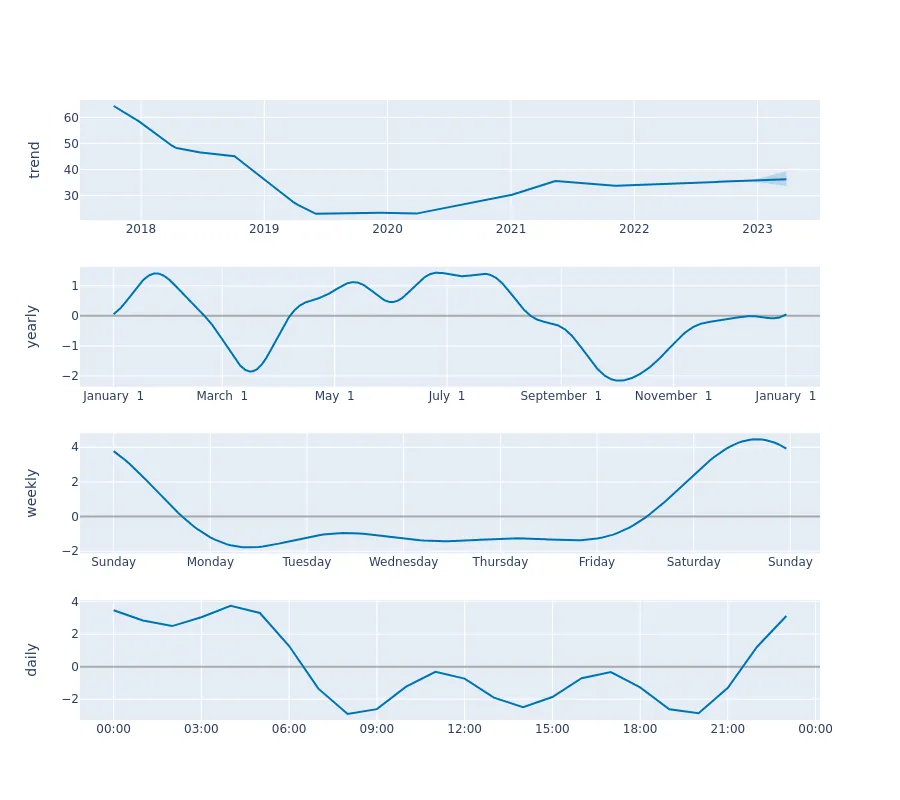 trend
60
50
40
30
2018 2019 2020 2021 2022 2023
yearly
1
0
−1
−2
January 1 March 1 May 1 July 1 September 1 November 1 January 1
weekly
4
2
0
−2
Sunday Monday Tuesday Wednesday Thursday Friday Saturday Sunday
daily
4
2
0
−2
00:00 03:00 06:00 09:00 12:00 15:00 18:00 21:00 00:00